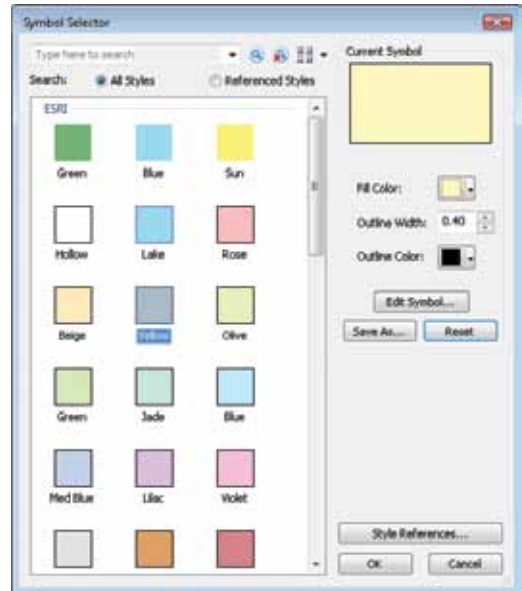 Symbol Selector
Type here to search
Search: All Styles Referenced Styles
ESRI
Green Blue Sun
Hollow Lake Rose
Beige Yellow Olive
Green Jade Blue
Med Blue Lilac Violet
Current Symbol
Fill Color:
Outline Width: 0.40
Outline Color:
Edit Symbol...
Save As... Reset
Style References...
OK Cancel